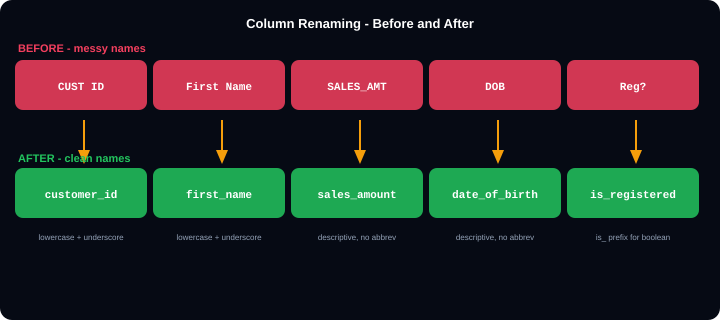 Column Renaming - Before and After
BEFORE - messy names
CUST ID
First Name
SALES_AMT
DOB
Reg?
AFTER - clean names
customer_id
first_name
sales_amount
date_of_birth
is_registered
lowercase + underscore
lowercase + underscore
descriptive, no abbrev
descriptive, no abbrev
is_ prefix for boolean